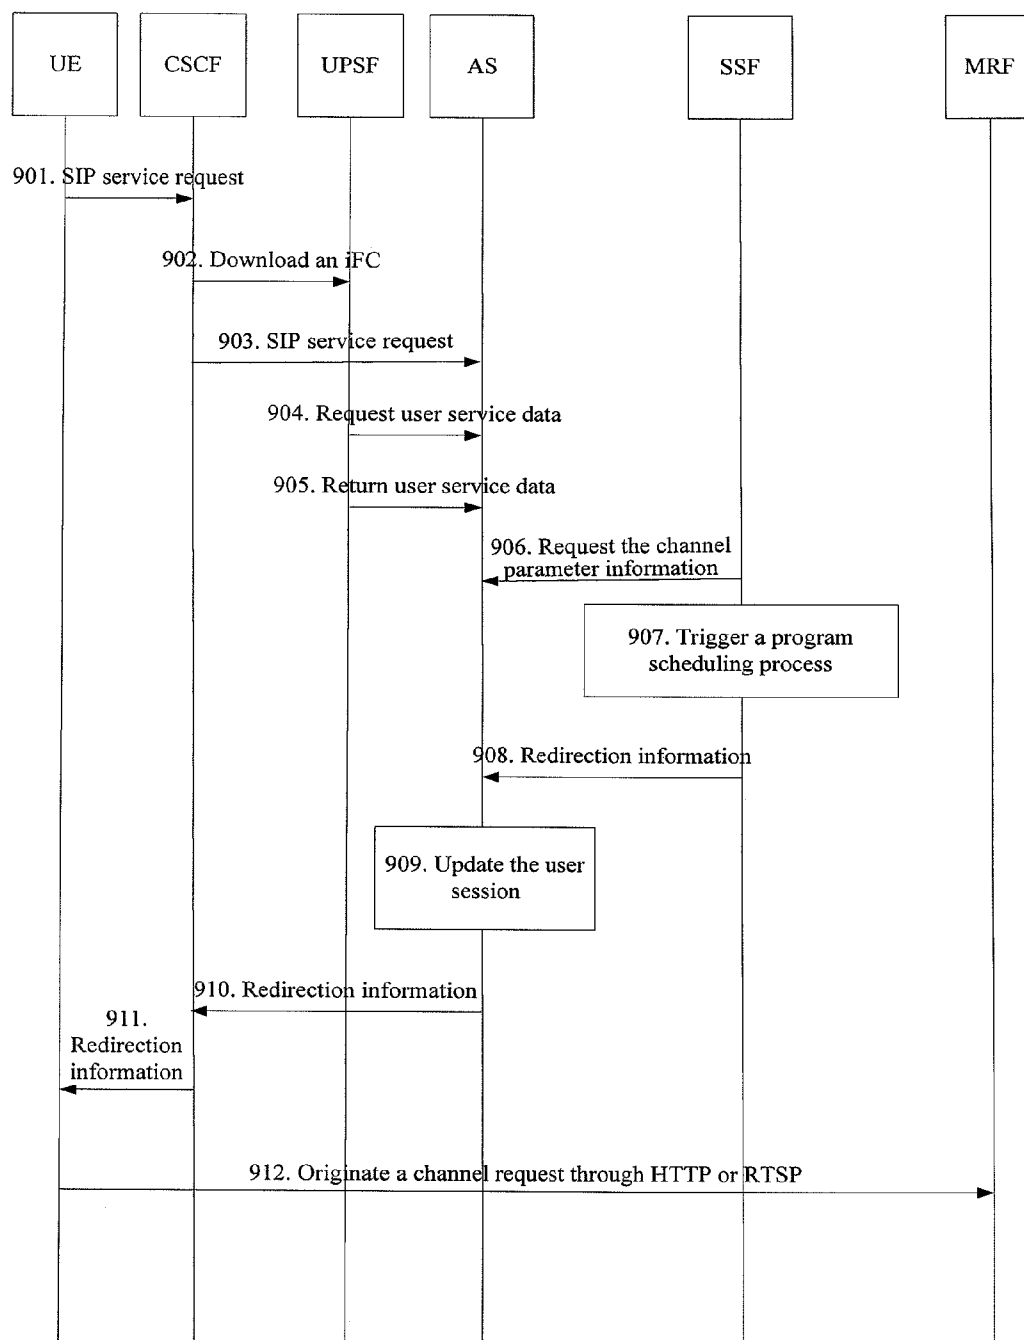 UE
CSCF
UPSF
AS
SSF
MRF
901. SIP service request
902. Download an iFC
903. SIP service request
904. Request user service data
905. Return user service data
906. Request the channel
parameter information
907. Trigger a program
scheduling process
908. Redirection information
909. Update the user
session
910. Redirection information
911.
Redirection
information
912. Originate a channel request through HTTP or RTSP